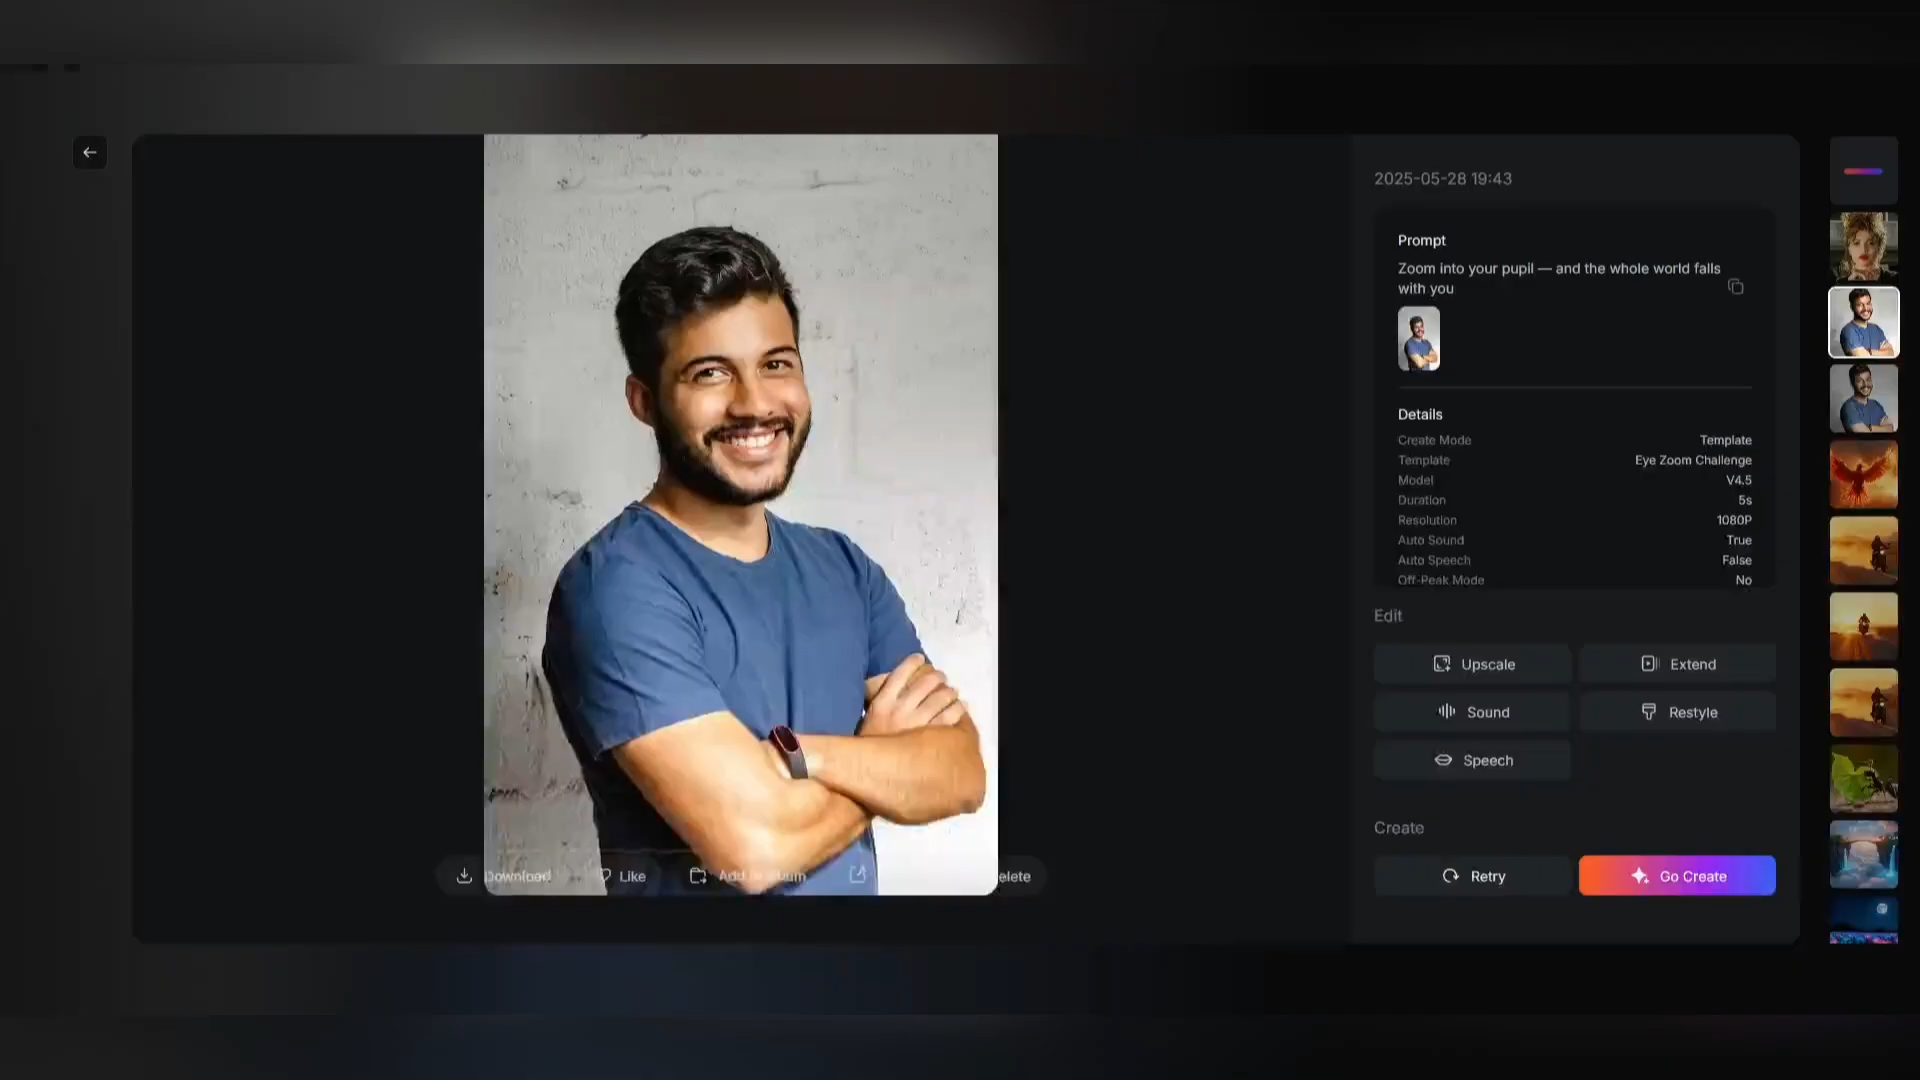 2025-05-28 19:43
Prompt
Zoom into your pupil — and the whole world falls
with you
Details
Create Mode Template
Template Eye Zoom Challenge
Model V4.5
Duration 5s
Resolution 1080P
Auto Sound True
Auto Speech False
Off-Peak Mode No
Edit
Upscale Extend
Sound Restyle
Speech
Create
Download Like Add elete
Retry Go Create